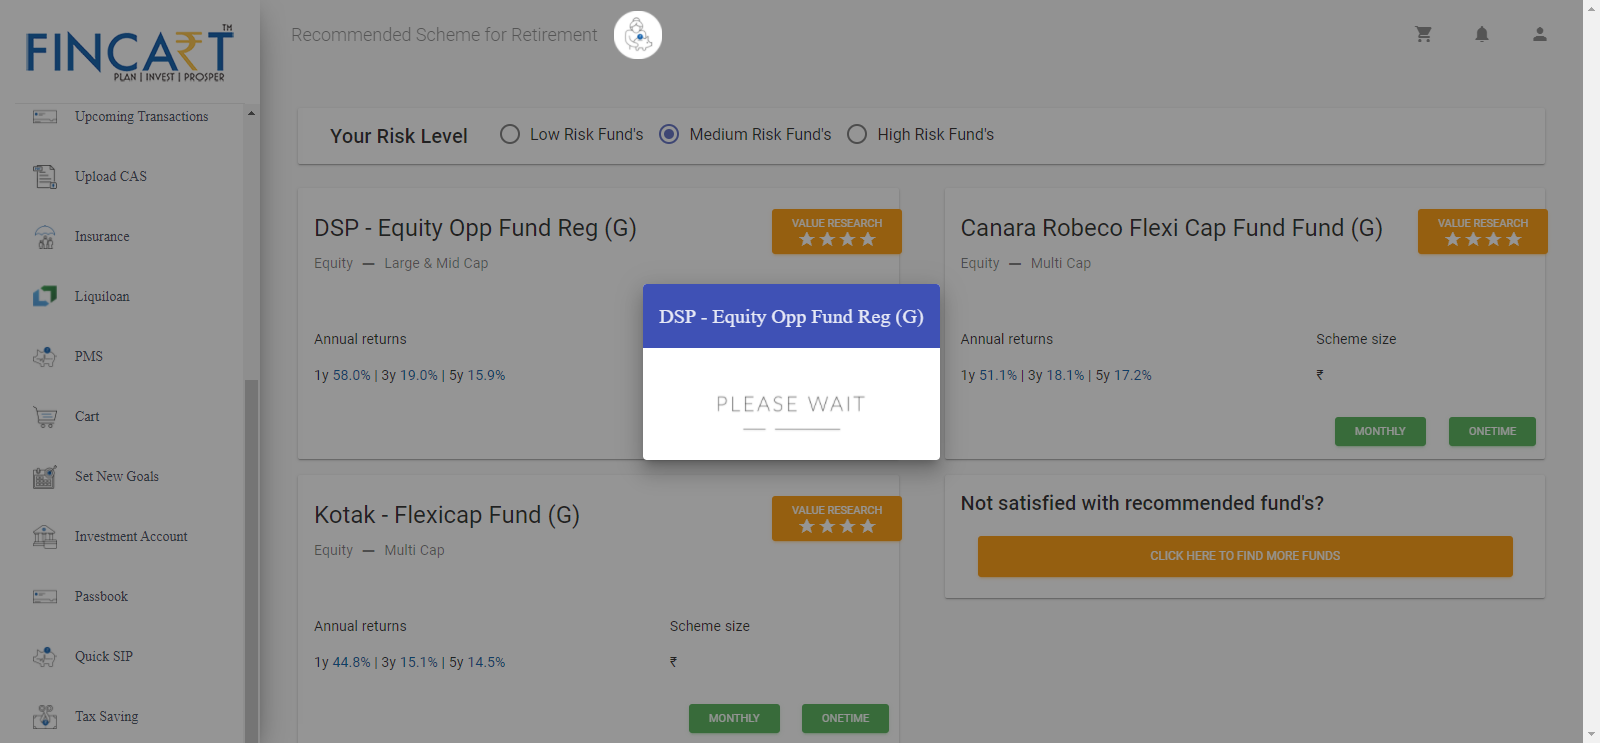 FINCART™
PLAN | INVEST | PROSPER
Recommended Scheme for Retirement
Upcoming Transactions
Upload CAS
Insurance
Liquiloan
PMS
Cart
Set New Goals
Investment Account
Passbook
Quick SIP
Tax Saving
Your Risk Level Low Risk Fund's Medium Risk Fund's High Risk Fund's
DSP - Equity Opp Fund Reg (G)
VALUE RESEARCH
Equity — Large & Mid Cap
Annual returns
1y 58.0% | 3y 19.0% | 5y 15.9%
Canara Robeco Flexi Cap Fund Fund (G)
VALUE RESEARCH
Equity — Multi Cap
Annual returns Scheme size
1y 51.1% | 3y 18.1% | 5y 17.2% ₹
MONTHLY ONETIME
DSP - Equity Opp Fund Reg (G)
PLEASE WAIT
Kotak - Flexicap Fund (G)
VALUE RESEARCH
Equity — Multi Cap
Annual returns Scheme size
1y 44.8% | 3y 15.1% | 5y 14.5% ₹
MONTHLY ONETIME
Not satisfied with recommended fund's?
CLICK HERE TO FIND MORE FUNDS